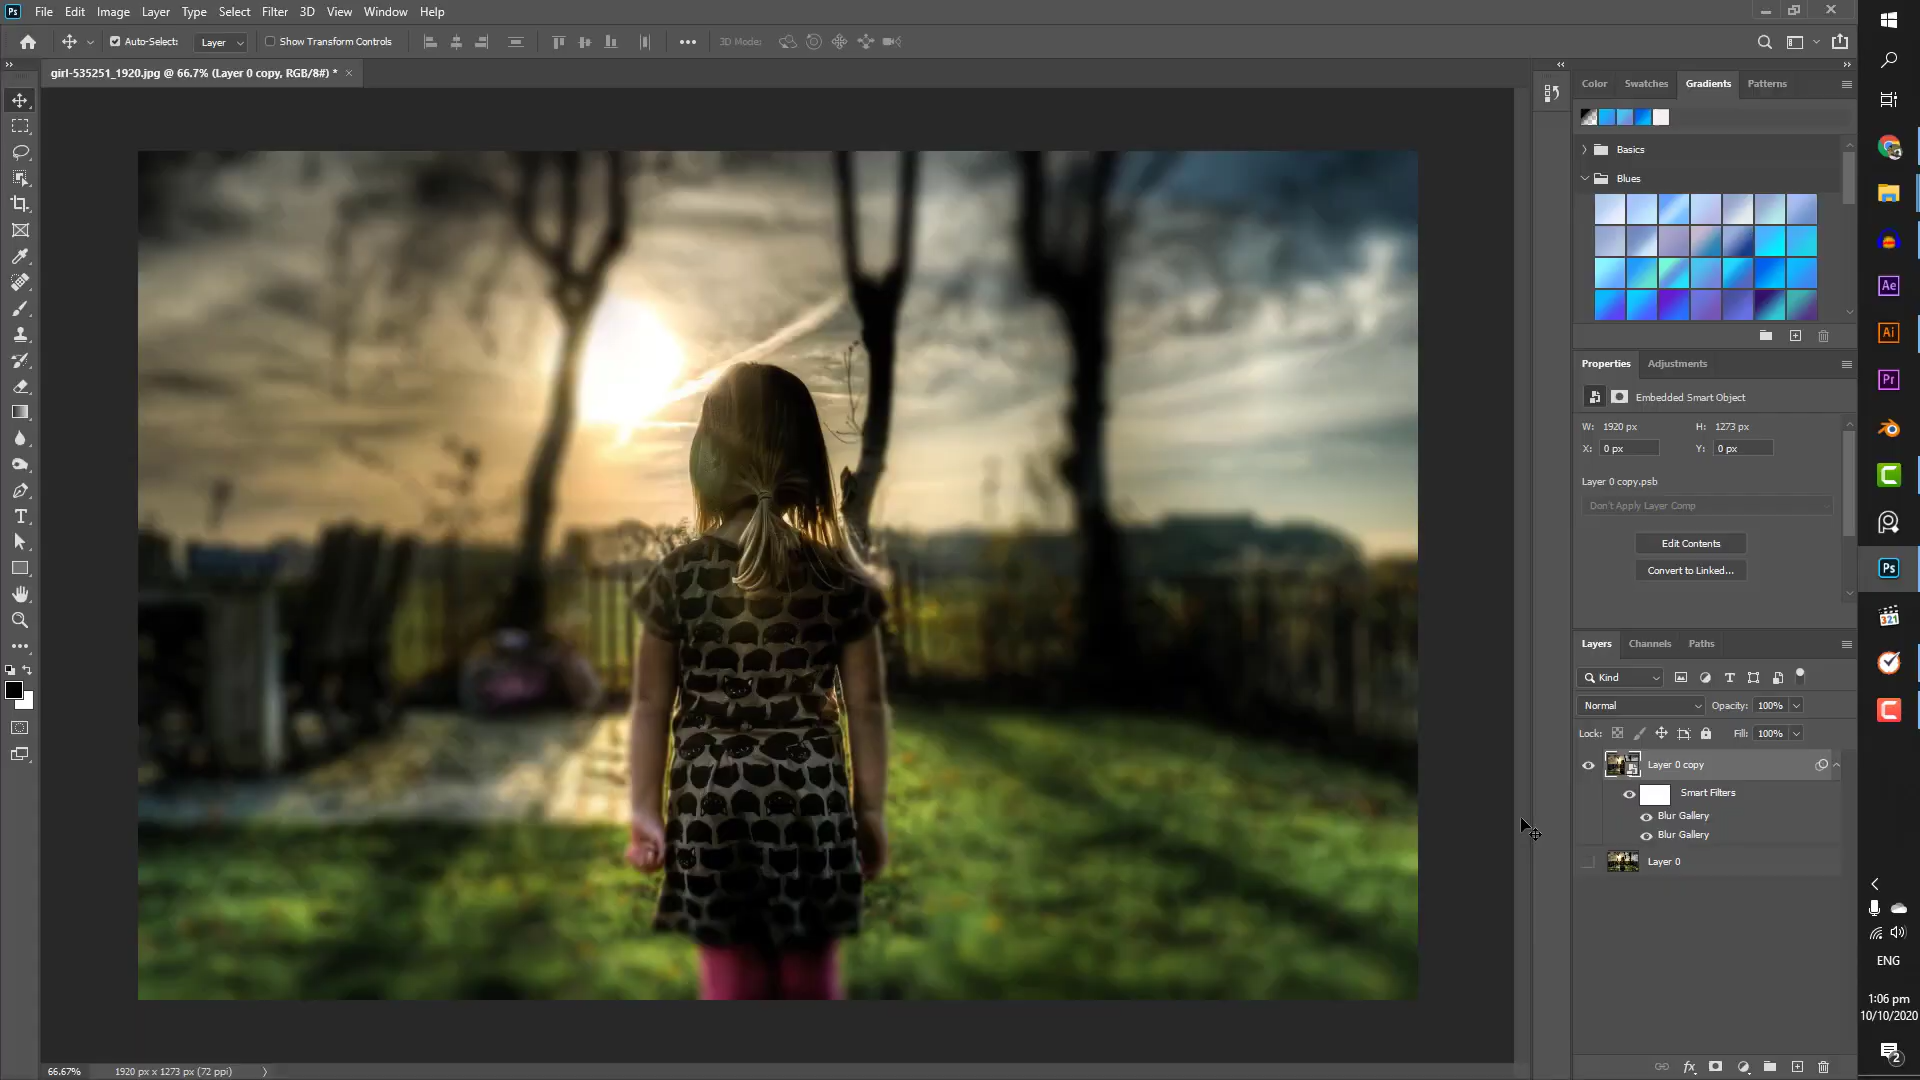 Ps File Edit Image Layer Type Select Filter 3D View Window Help
Auto-Select: Layer Show Transform Controls 3D Mode:
girl-535251_1920.jpg @ 66.7% (Layer 0 copy, RGB/8#) *
Color Swatches Gradients Patterns
Basics
Blues
Properties Adjustments
Embedded Smart Object
W: 1920 px H: 1273 px
X: 0 px Y: 0 px
Layer 0 copy.psb
Don't Apply Layer Comp
Edit Contents
Convert to Linked...
Layers Channels Paths
Kind
Normal Opacity: 100%
Lock: Fill: 100%
Layer 0 copy
Smart Filters
Blur Gallery
Blur Gallery
Layer 0
fx
66.67% 1920 px x 1273 px (72 ppi)
Ae
Ai
Pr
Ps
321
ENG
1:06 pm
10/10/2020
2